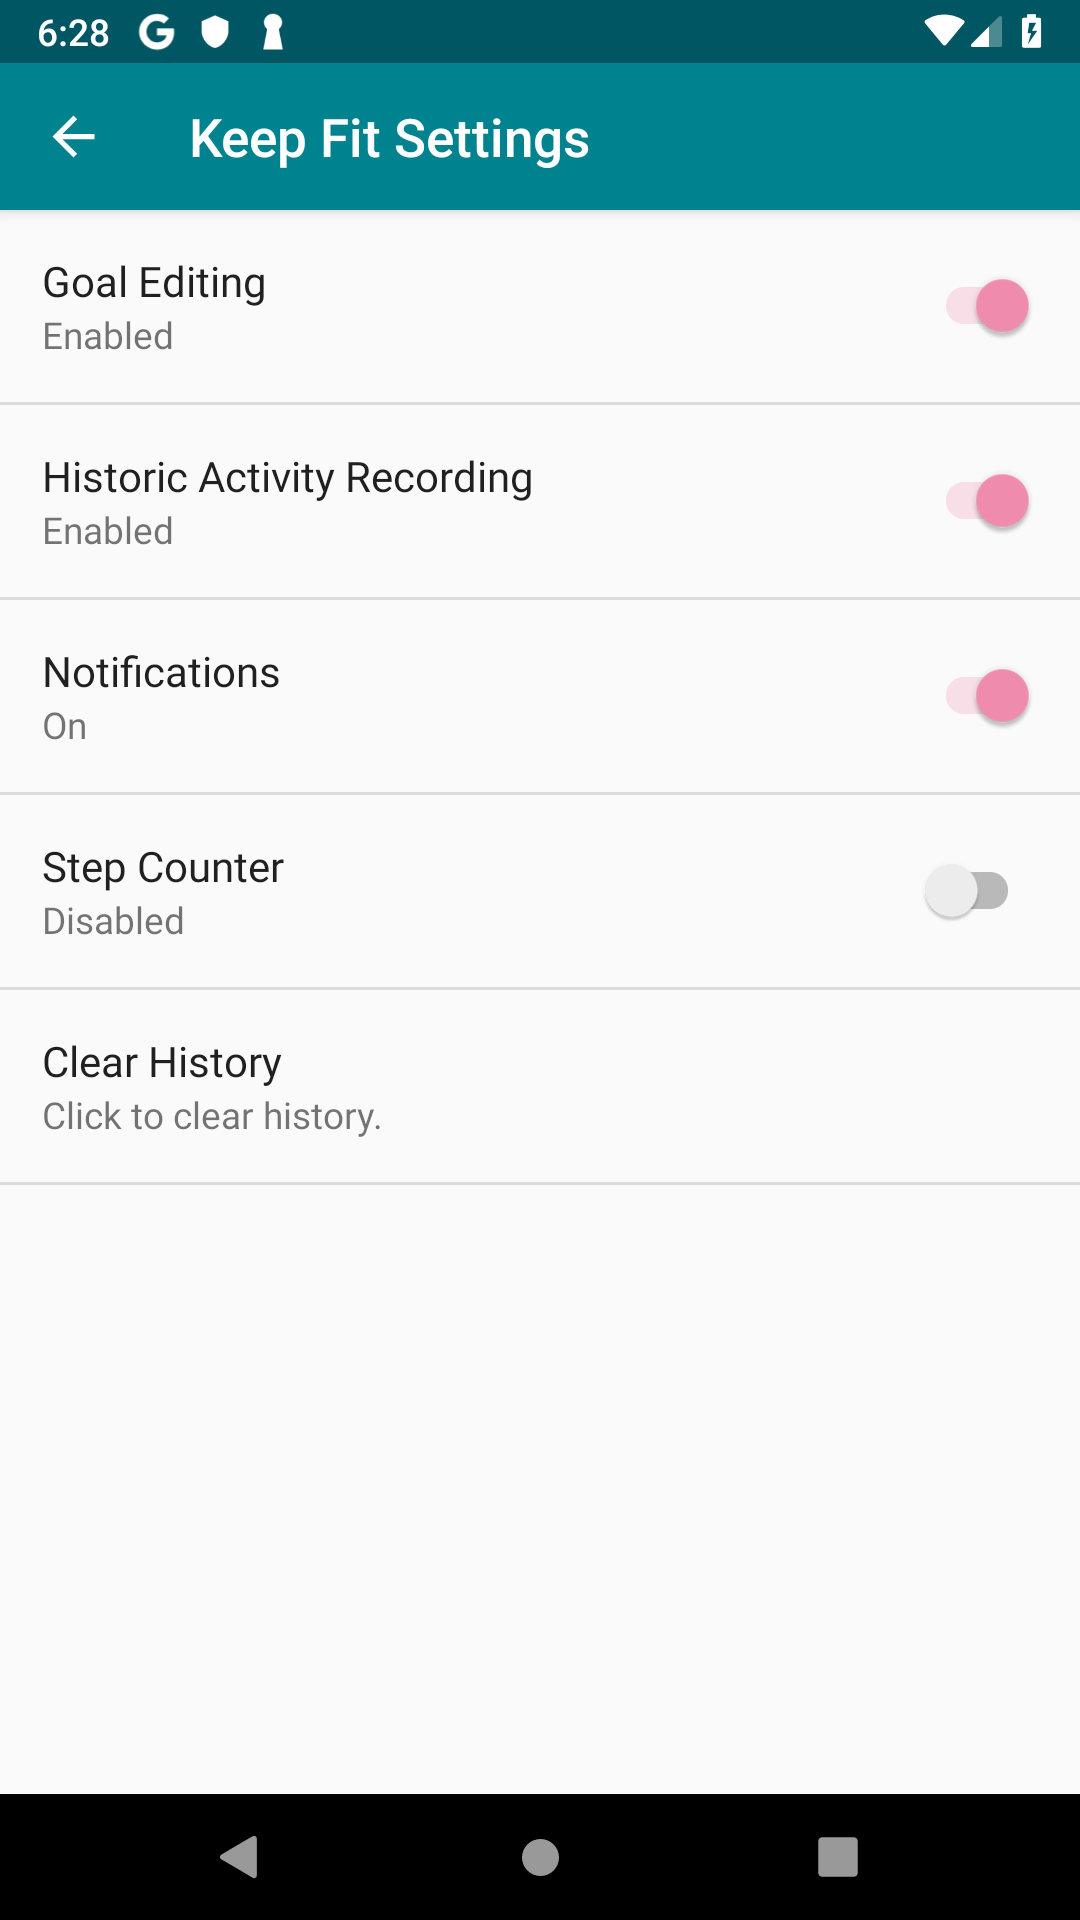 6:28
Keep Fit Settings
Goal Editing
Enabled
Historic Activity Recording
Enabled
Notifications
On
Step Counter
Disabled
Clear History
Click to clear history.